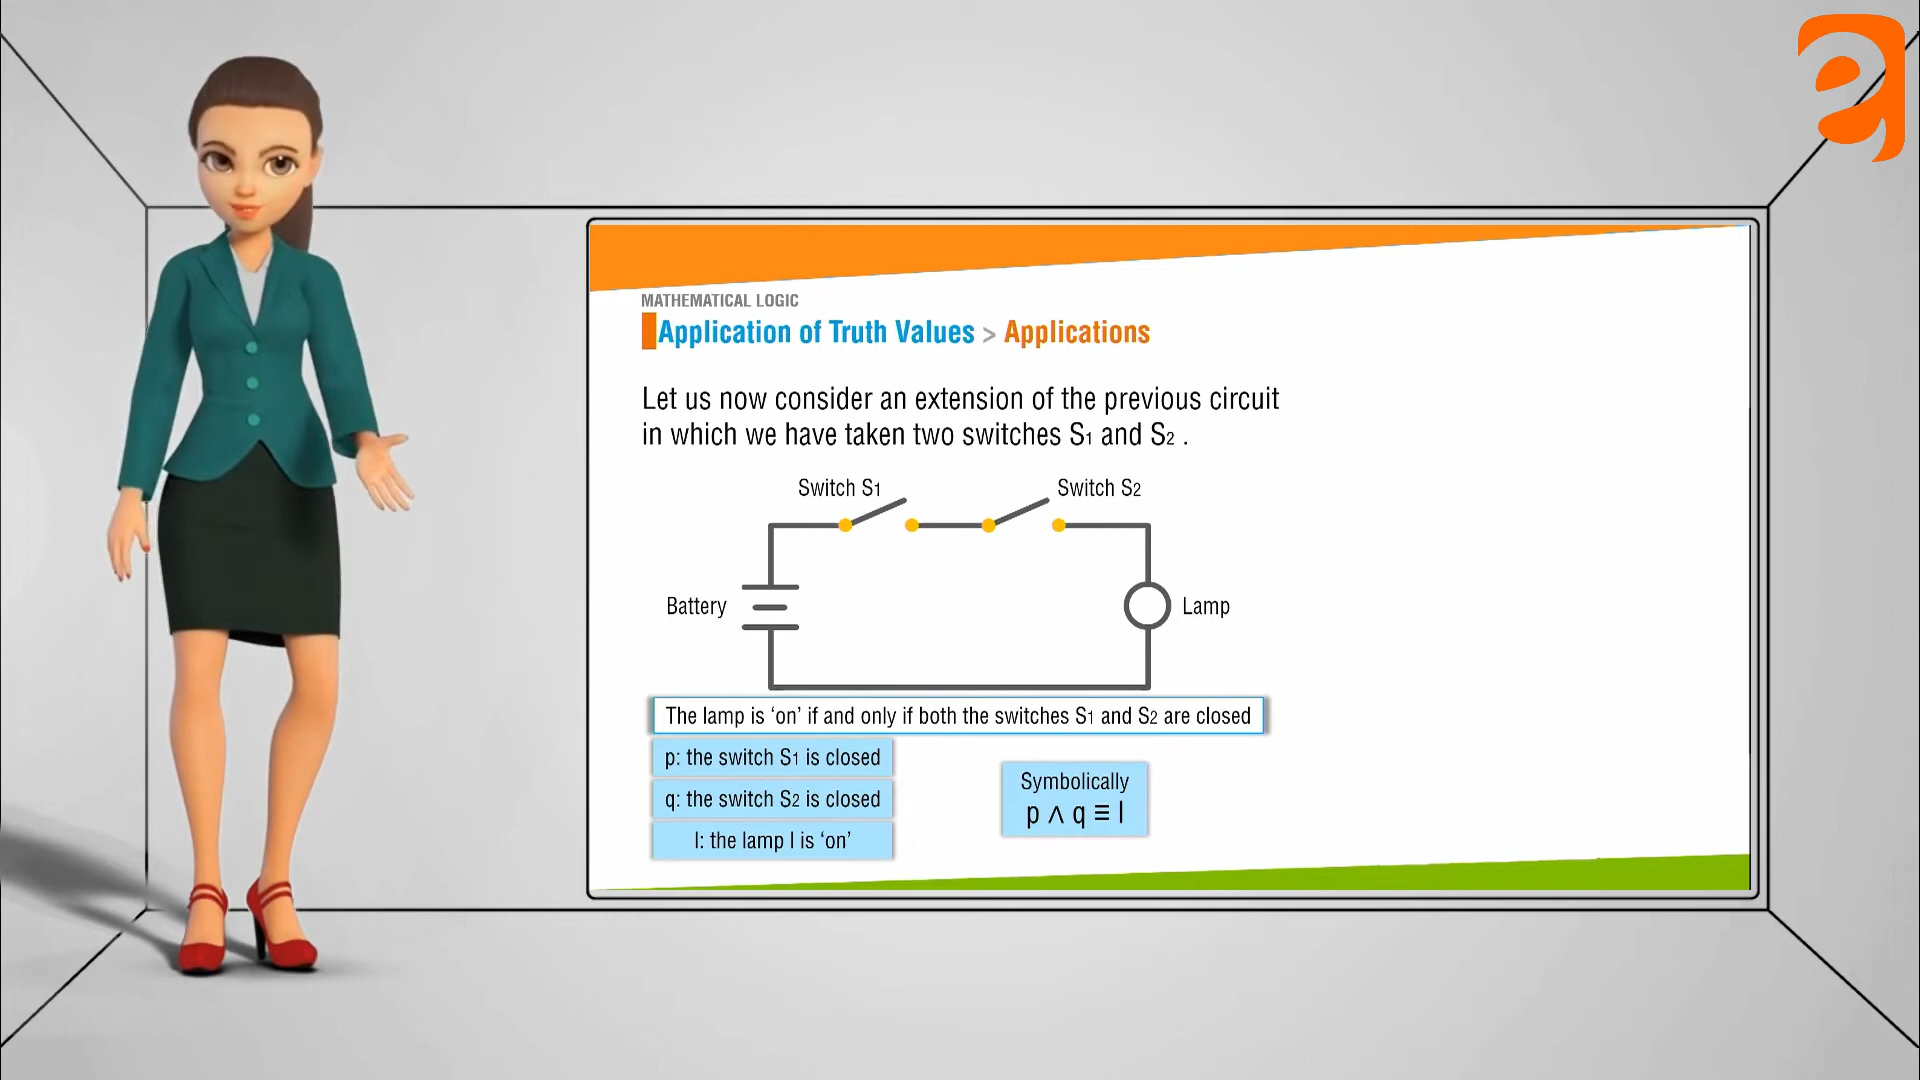 MATHEMATICAL LOGIC
Application of Truth Values > Applications
Let us now consider an extension of the previous circuit
in which we have taken two switches S1 and S2 .
Switch S1
Switch S2
Battery
Lamp
The lamp is ‘on’ if and only if both the switches S1 and S2 are closed
p: the switch S1 is closed
q: the switch S2 is closed
l: the lamp l is ‘on’
Symbolically
p ∧ q ≡ l